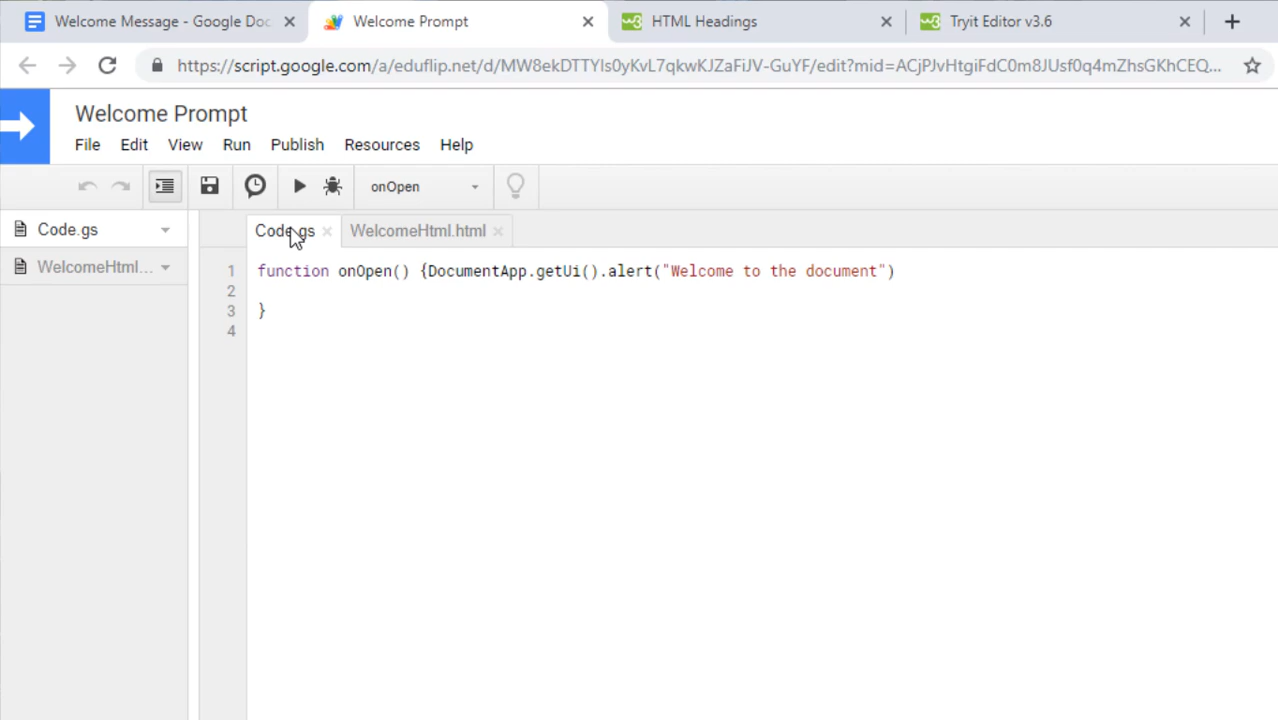 Welcome Message - Google Doc
Welcome Prompt
HTML Headings
Tryit Editor v3.6
https://script.google.com/a/eduflip.net/d/MW8ekDTTYls0yKvL7qkwKJZaFiJV-GuYF/edit?mid=ACjPJvHtgiFdC0m8JUsf0q4mZhsGKhCEQ...
Welcome Prompt
File Edit View Run Publish Resources Help
onOpen
Code.gs
WelcomeHtml...
Code.gs WelcomeHtml.html
1 function onOpen() {DocumentApp.getUi().alert("Welcome to the document")
2
3 }
4